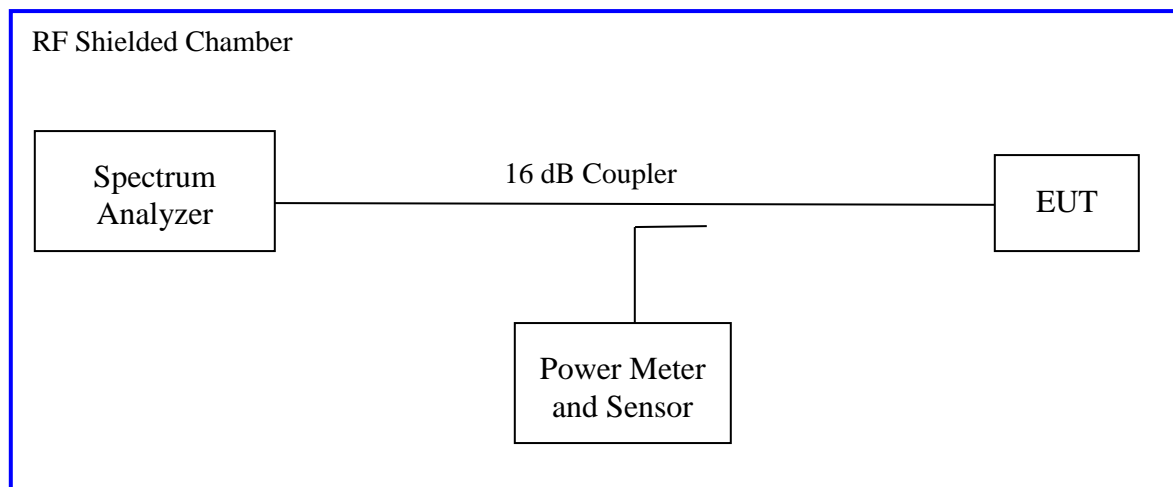 RF Shielded Chamber
Spectrum
Analyzer
16 dB Coupler
EUT
Power Meter
and Sensor